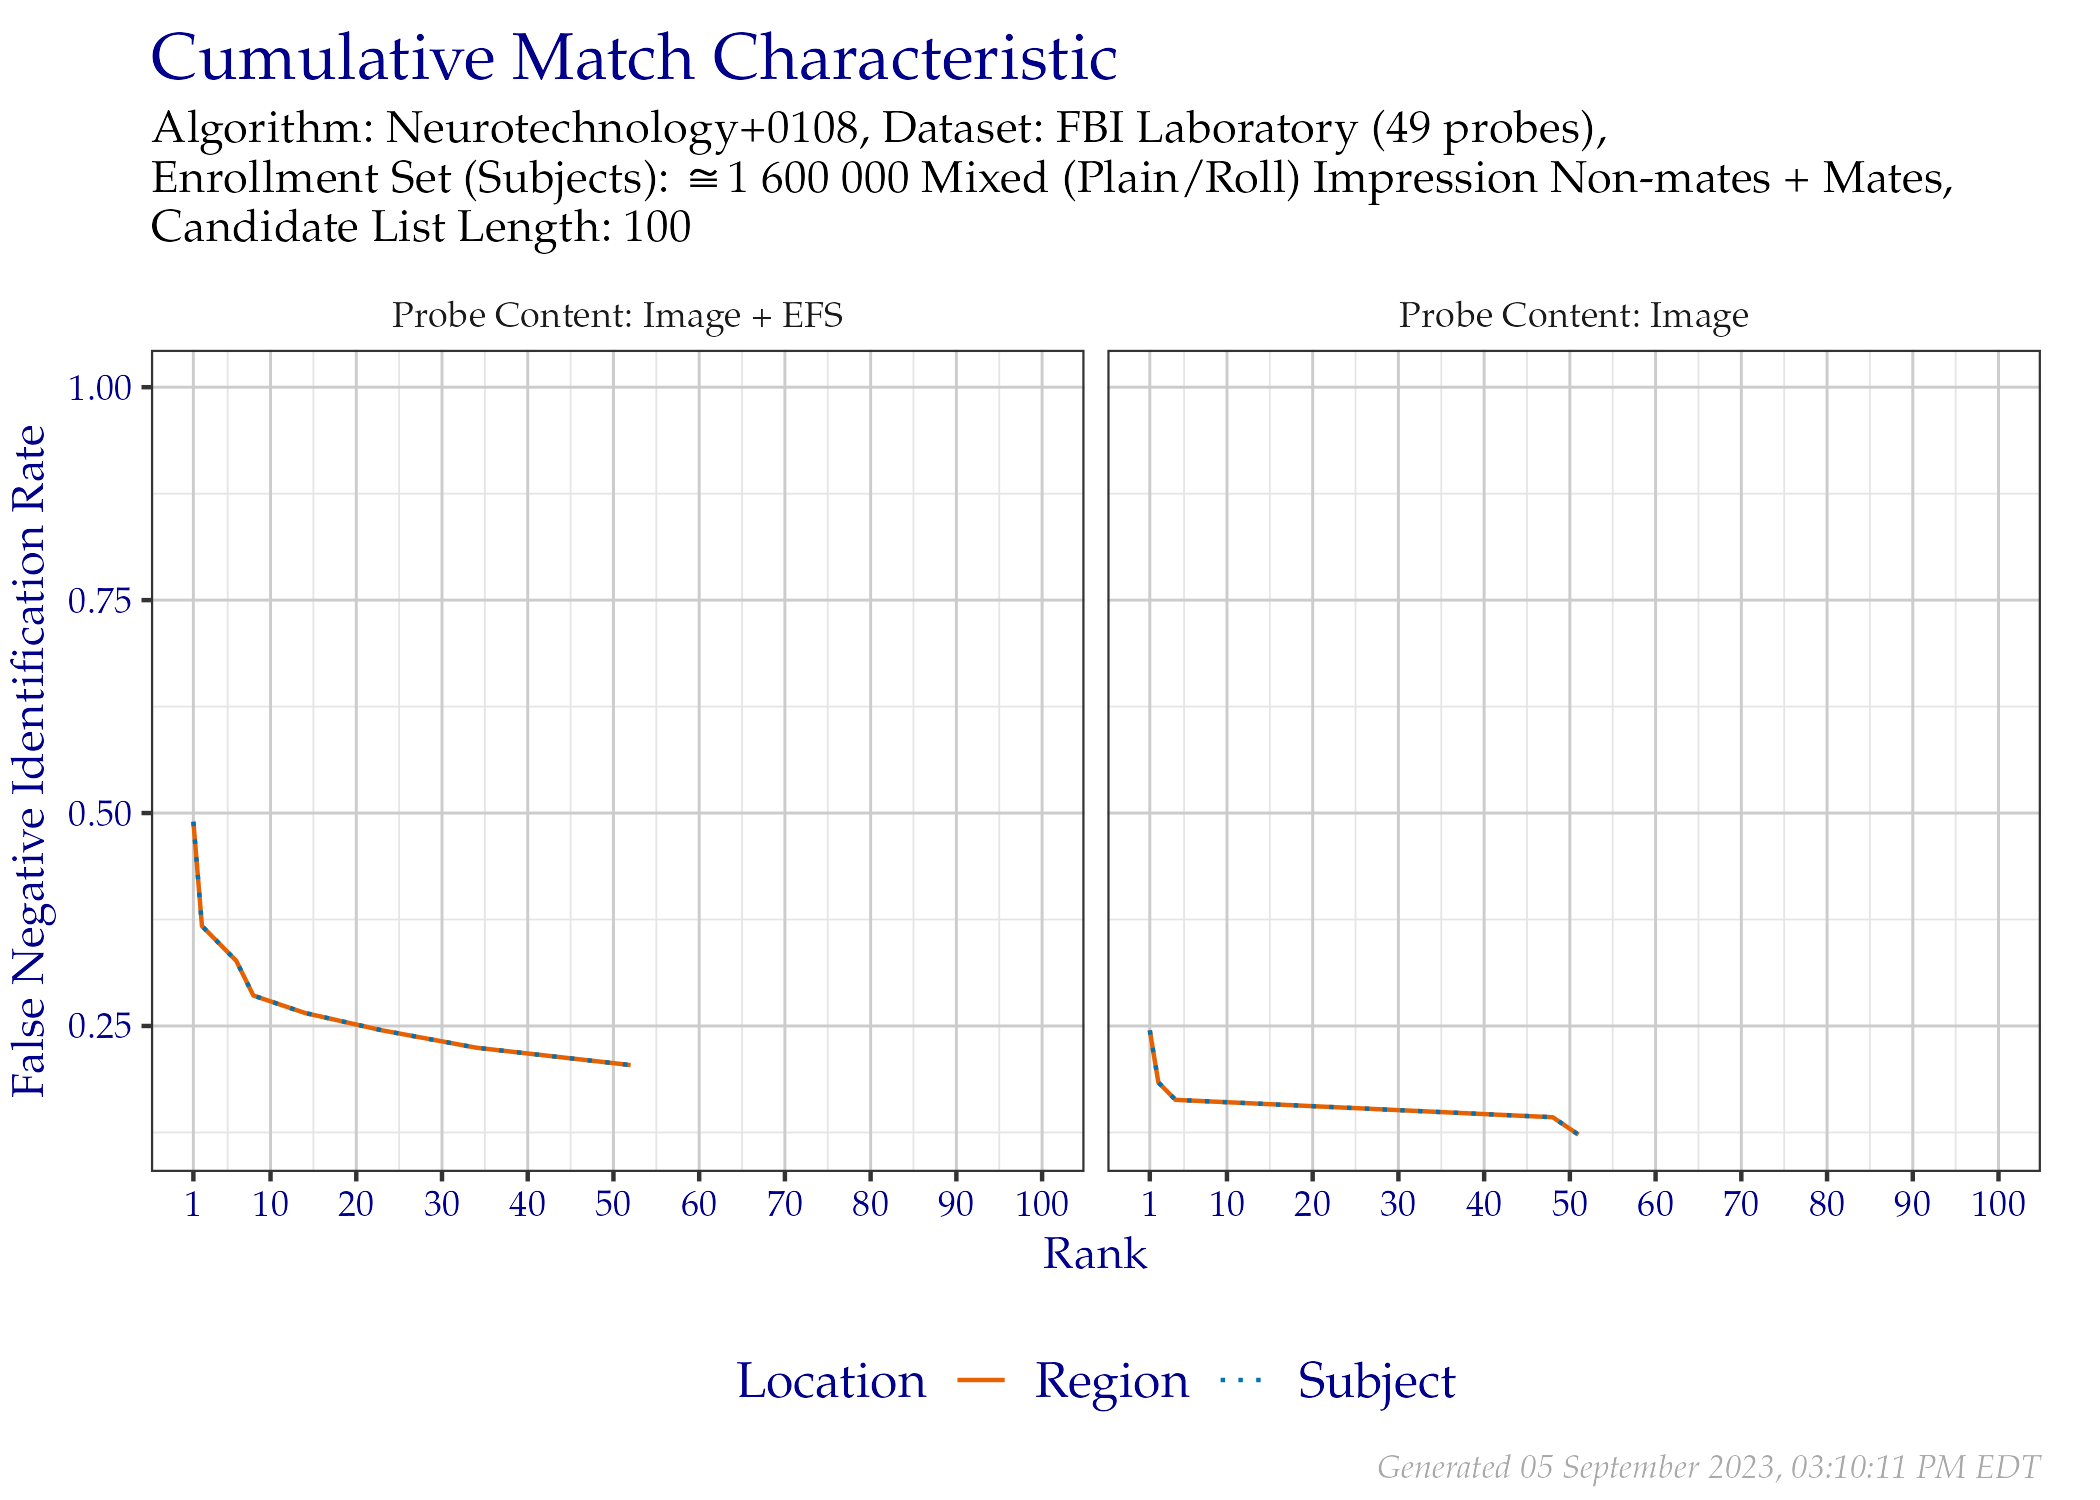 Cumulative Match Characteristic
Algorithm: Neurotechnology+0108, Dataset: FBI Laboratory (49 probes),
Enrollment Set (Subjects): ≅1 600 000 Mixed (Plain/Roll) Impression Non-mates + Mates,
Candidate List Length: 100
Probe Content: Image + EFS
Probe Content: Image
False Negative Identification Rate
1.00
0.75
0.50
0.25
1 10 20 30 40 50 60 70 80 90 100
1 10 20 30 40 50 60 70 80 90 100
Rank
Location Region Subject
Generated 05 September 2023, 03:10:11 PM EDT